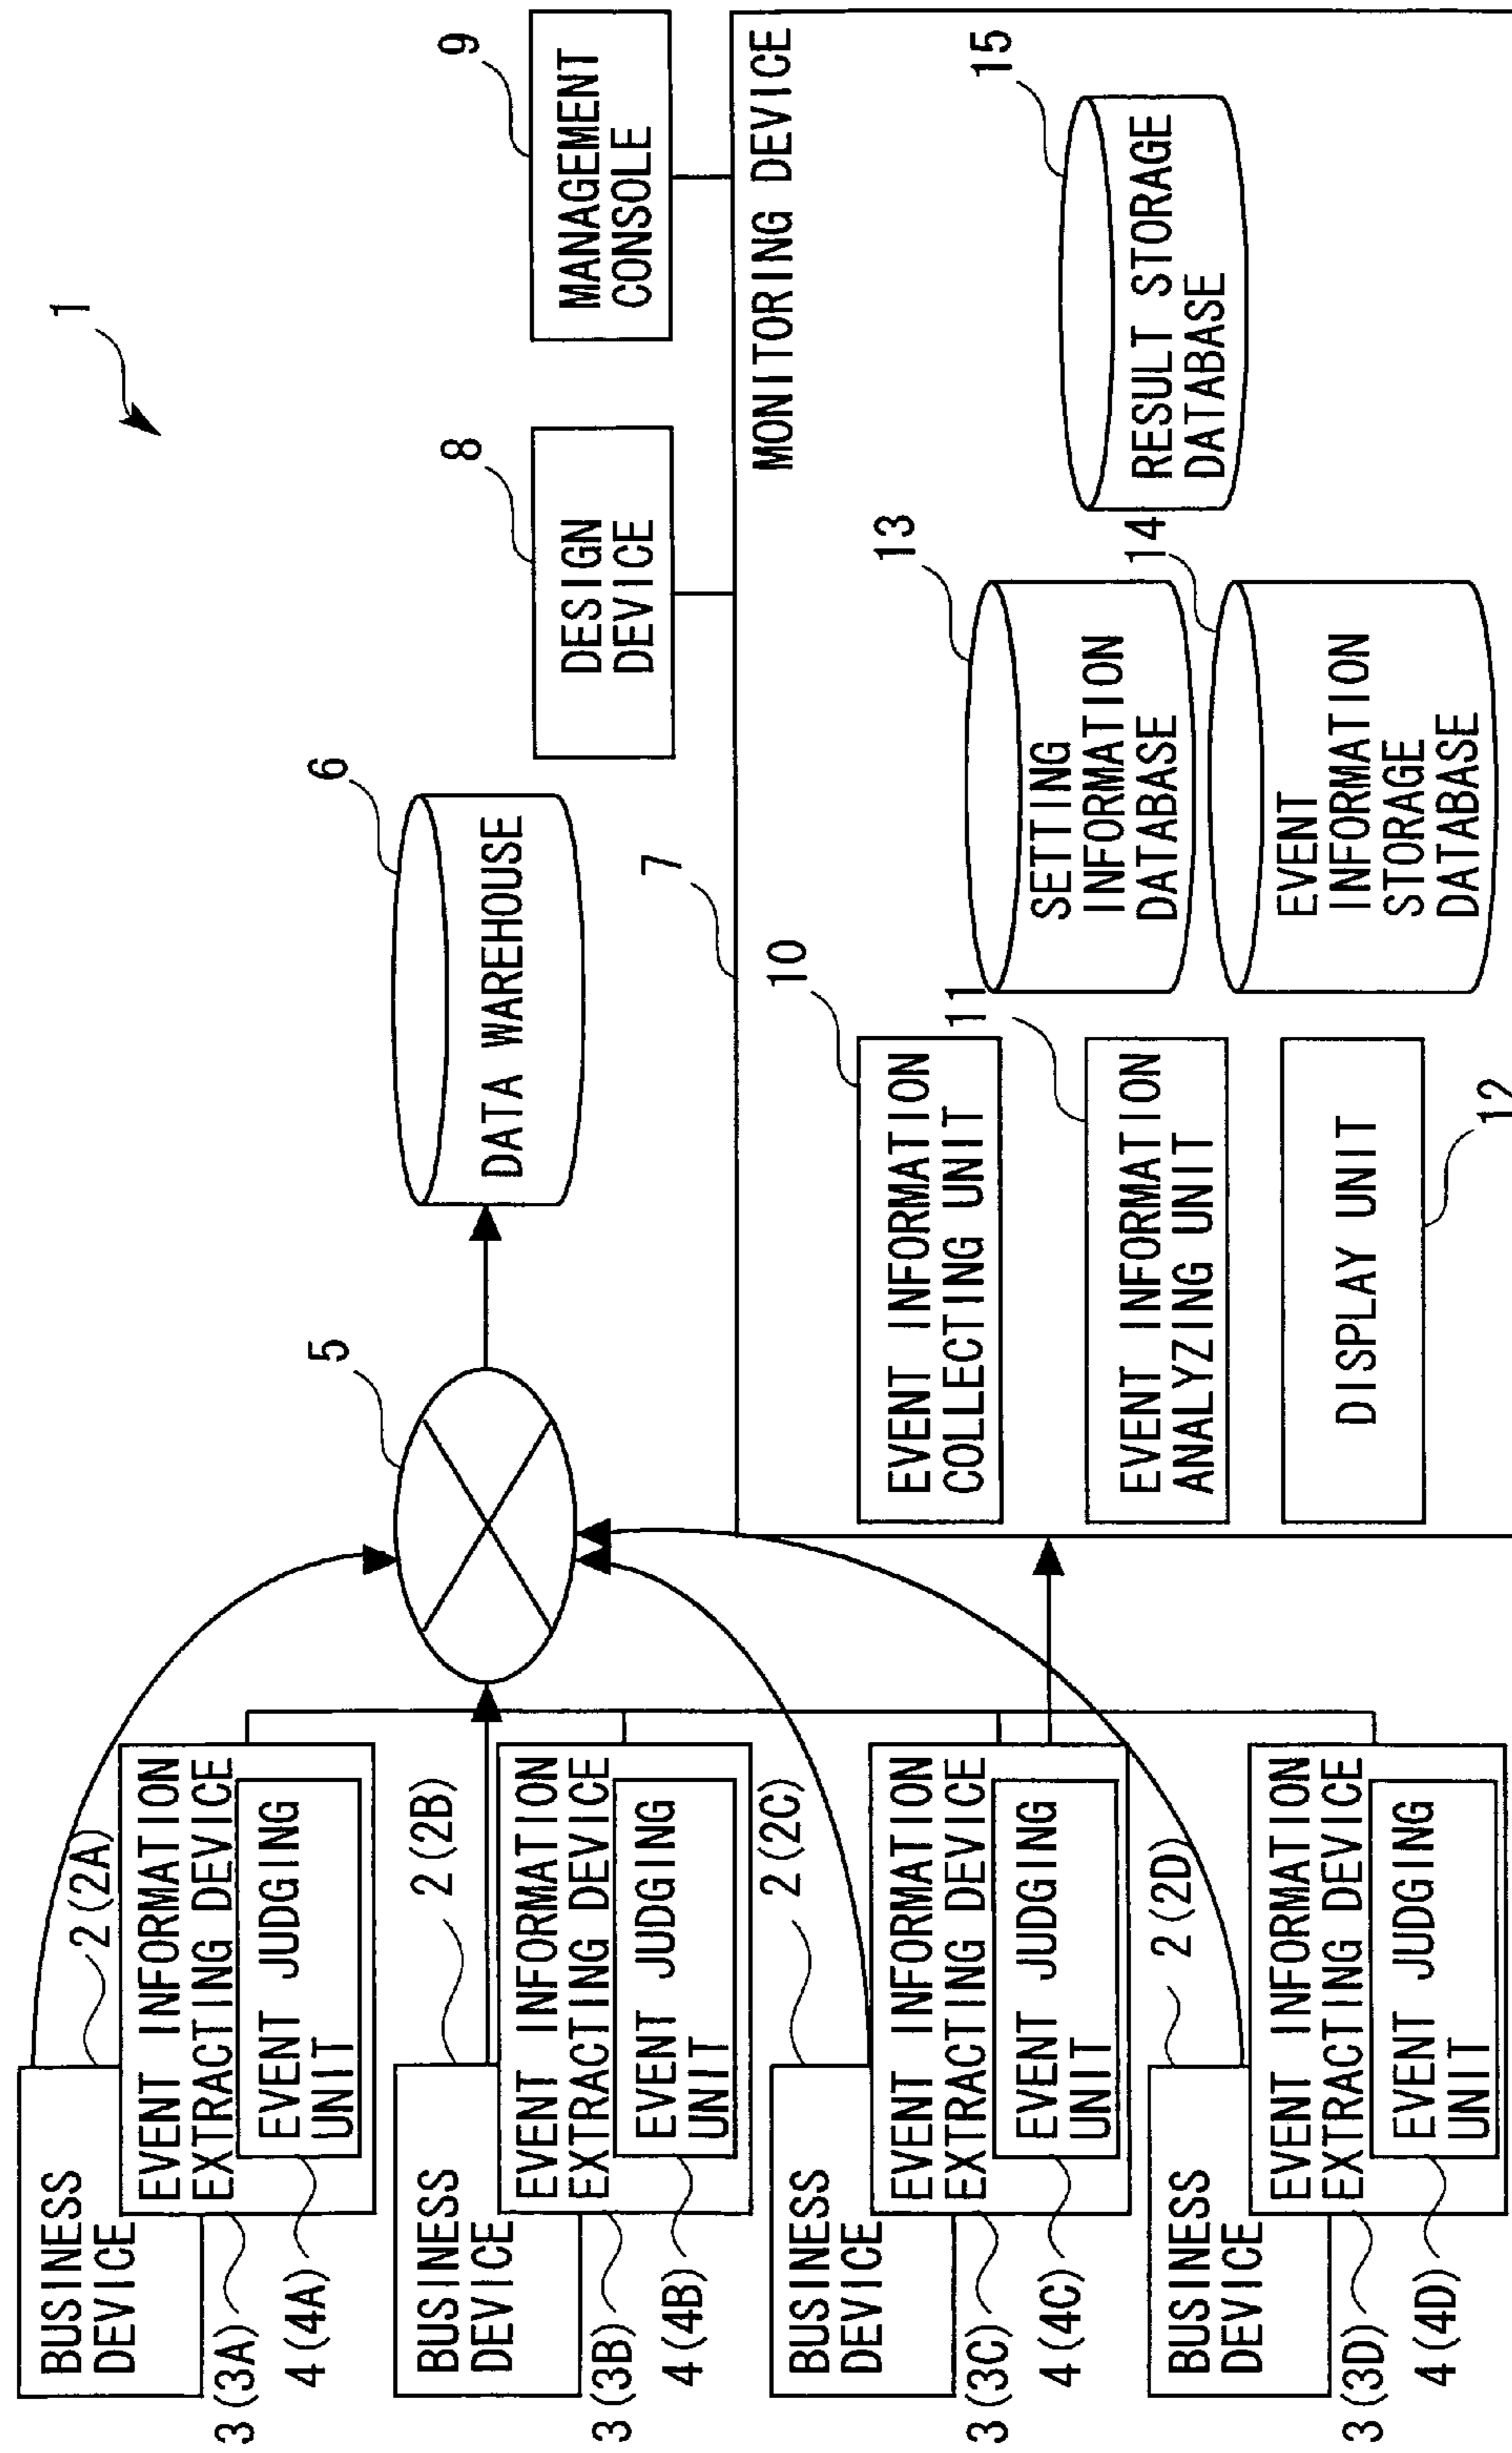 1
BUSINESS
DEVICE
2(2A)
EVENT INFORMATION
EXTRACTING DEVICE
EVENT JUDGING
UNIT
3(3A)
4(4A)
BUSINESS
DEVICE
2(2B)
EVENT INFORMATION
EXTRACTING DEVICE
EVENT JUDGING
UNIT
3(3B)
4(4B)
BUSINESS
DEVICE
2(2C)
EVENT INFORMATION
EXTRACTING DEVICE
EVENT JUDGING
UNIT
3(3C)
4(4C)
BUSINESS
DEVICE
2(2D)
EVENT INFORMATION
EXTRACTING DEVICE
EVENT JUDGING
UNIT
3(3D)
4(4D)
5
6
DATA WAREHOUSE
8
DESIGN
DEVICE
9
MANAGEMENT
CONSOLE
7
MONITORING DEVICE
10
EVENT INFORMATION
COLLECTING UNIT
11
EVENT INFORMATION
ANALYZING UNIT
DISPLAY UNIT
12
13
SETTING
INFORMATION
DATABASE
14
EVENT
INFORMATION
STORAGE
DATABASE
15
RESULT STORAGE
DATABASE